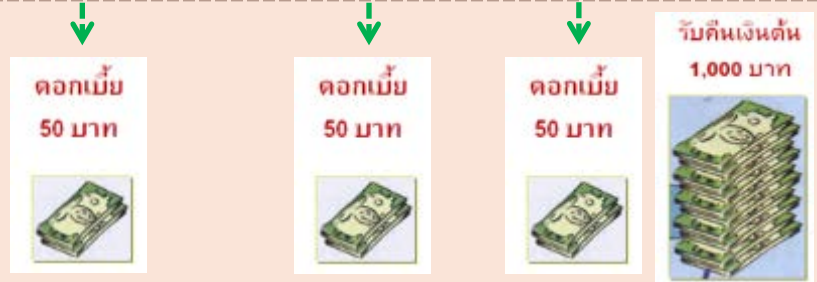 ดอกเบี้ย
50 บาท
ดอกเบี้ย
50 บาท
ดอกเบี้ย
50 บาท
รับคืนเงินต้น
1,000 บาท